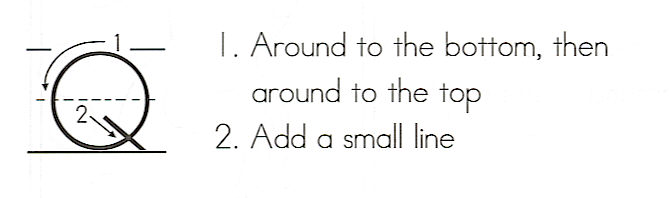 1
2
Q
1. Around to the bottom, then
around to the top
2. Add a small line